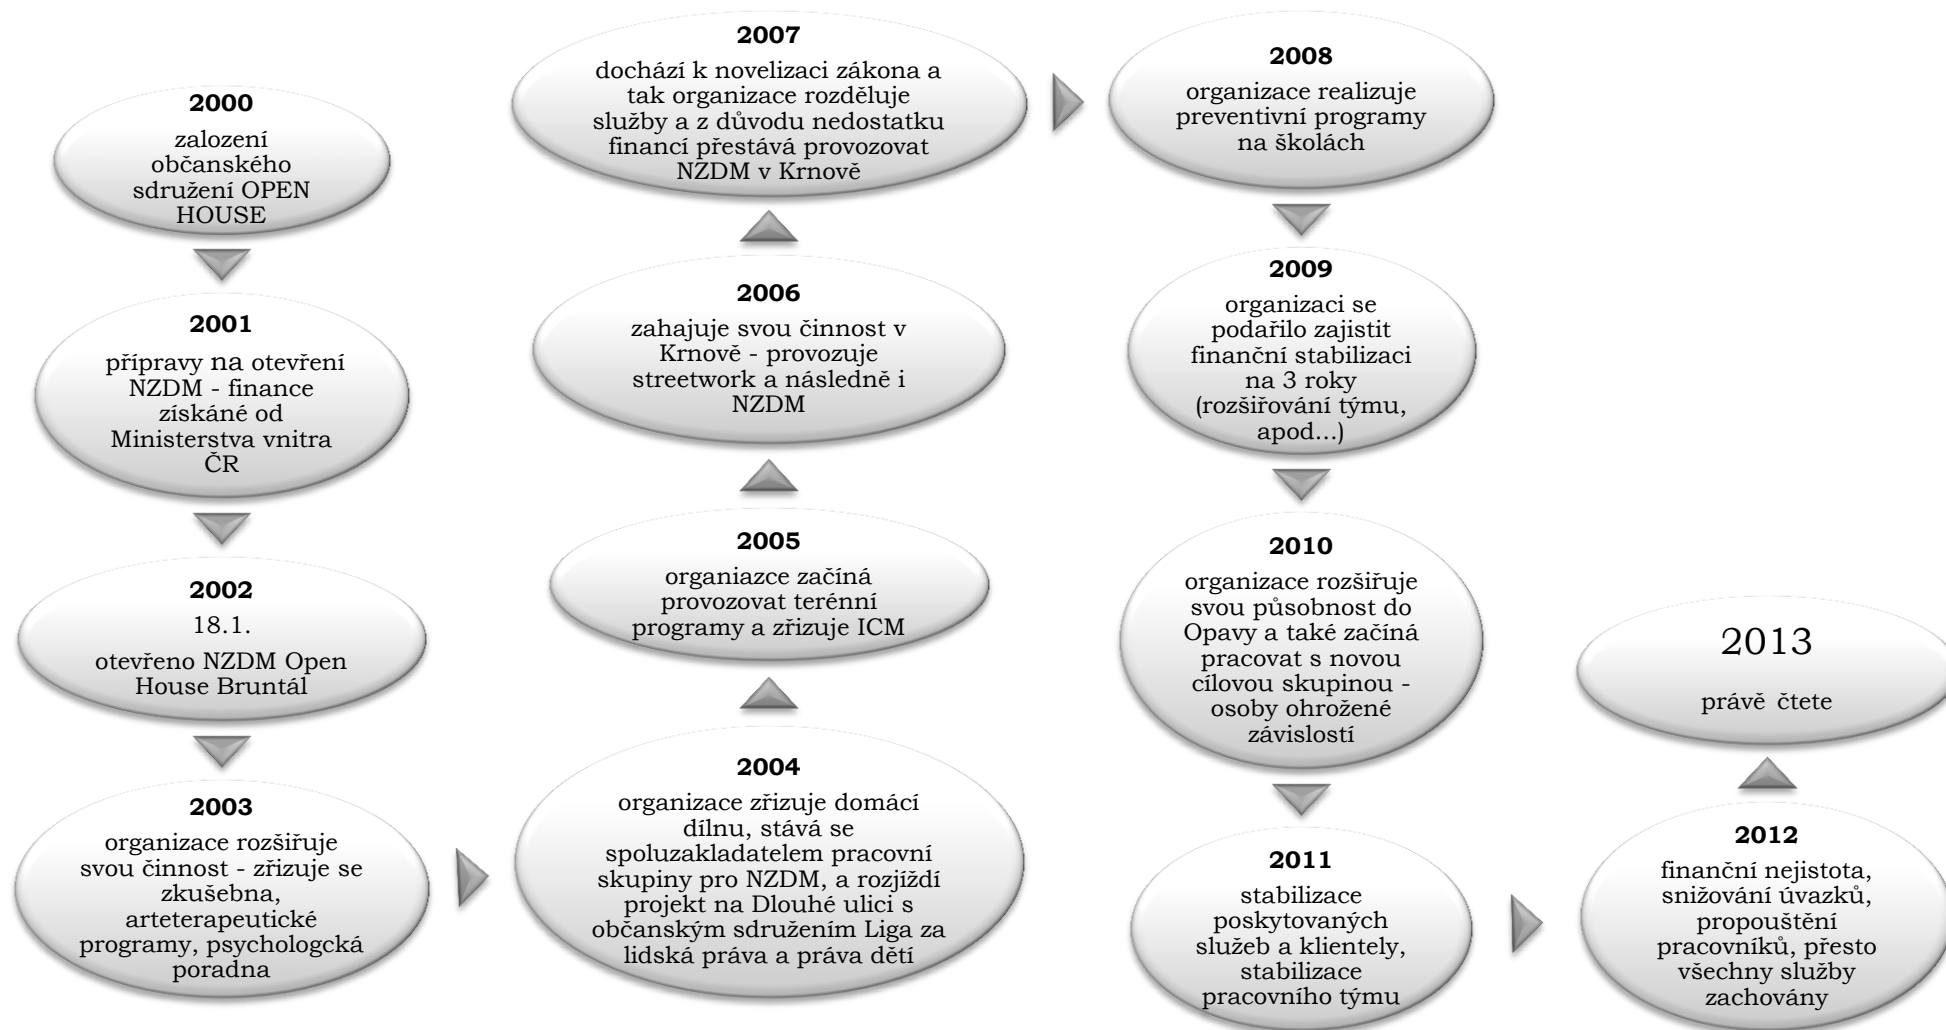 2000
zalození
občanského
sdružení OPEN
HOUSE
2001
přípravy na otevření
NZDM - finance
získáné od
Ministerstva vnitra
ČR
2002
18.1.
otevřeno NZDM Open
House Bruntál
2003
organizace rozšiřuje
svou činnost - zřizuje se
zkušebna,
arteterapeutické
programy, psychologcká
poradna
2004
organizace zřizuje domácí
dílnu, stává se
spoluzakladatelem pracovní
skupiny pro NZDM, a rozjíždí
projekt na Dlouhé ulici s
občanským sdružením Liga za
lidská práva a práva dětí
2005
organiazce začíná
provozovat terénní
programy a zřizuje ICM
2006
zahajuje svou činnost v
Krnově - provozuje
streetwork a následně i
NZDM
2007
dochází k novelizaci zákona a
tak organizace rozděluje
služby a z důvodu nedostatku
financí přestává provozovat
NZDM v Krnově
2008
organizace realizuje
preventivní programy
na školách
2009
organizaci se
podařilo zajistit
finanční stabilizaci
na 3 roky
(rozšiřování týmu,
apod...)
2010
organizace rozšiřuje
svou působnost do
Opavy a také začíná
pracovat s novou
cílovou skupinou -
osoby ohrožené
závislostí
2011
stabilizace
poskytovaných
služeb a klientely,
stabilizace
pracovního týmu
2012
finanční nejistota,
snižování úvazků,
propouštění
pracovníků, přesto
všechny služby
zachovány
2013
právě čtete